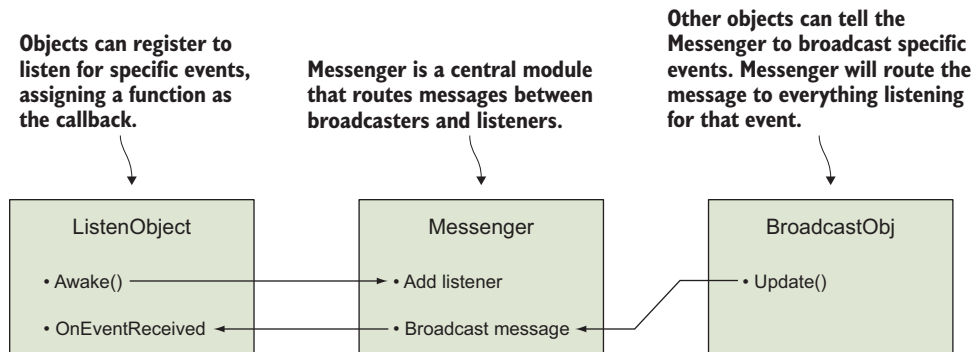 Objects can register to
listen for specific events,
assigning a function as
the callback.
Messenger is a central module
that routes messages between
broadcasters and listeners.
Other objects can tell the
Messenger to broadcast specific
events. Messenger will route the
message to everything listening
for that event.
ListenObject
• Awake()
• OnEventReceived
Messenger
• Add listener
• Broadcast message
BroadcastObj
• Update()